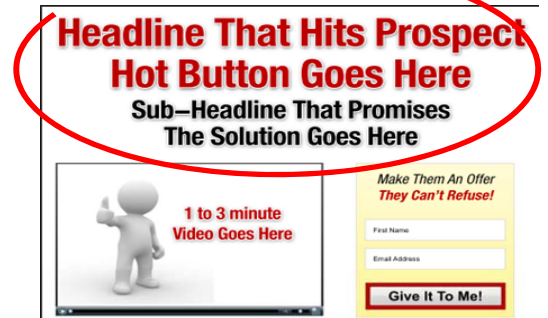 Headline That Hits Prospect
Hot Button Goes Here
Sub–Headline That Promises
The Solution Goes Here
1 to 3 minute
Video Goes Here
Make Them An Offer
They Can't Refuse!
First Name
Email Address
Give It To Me!